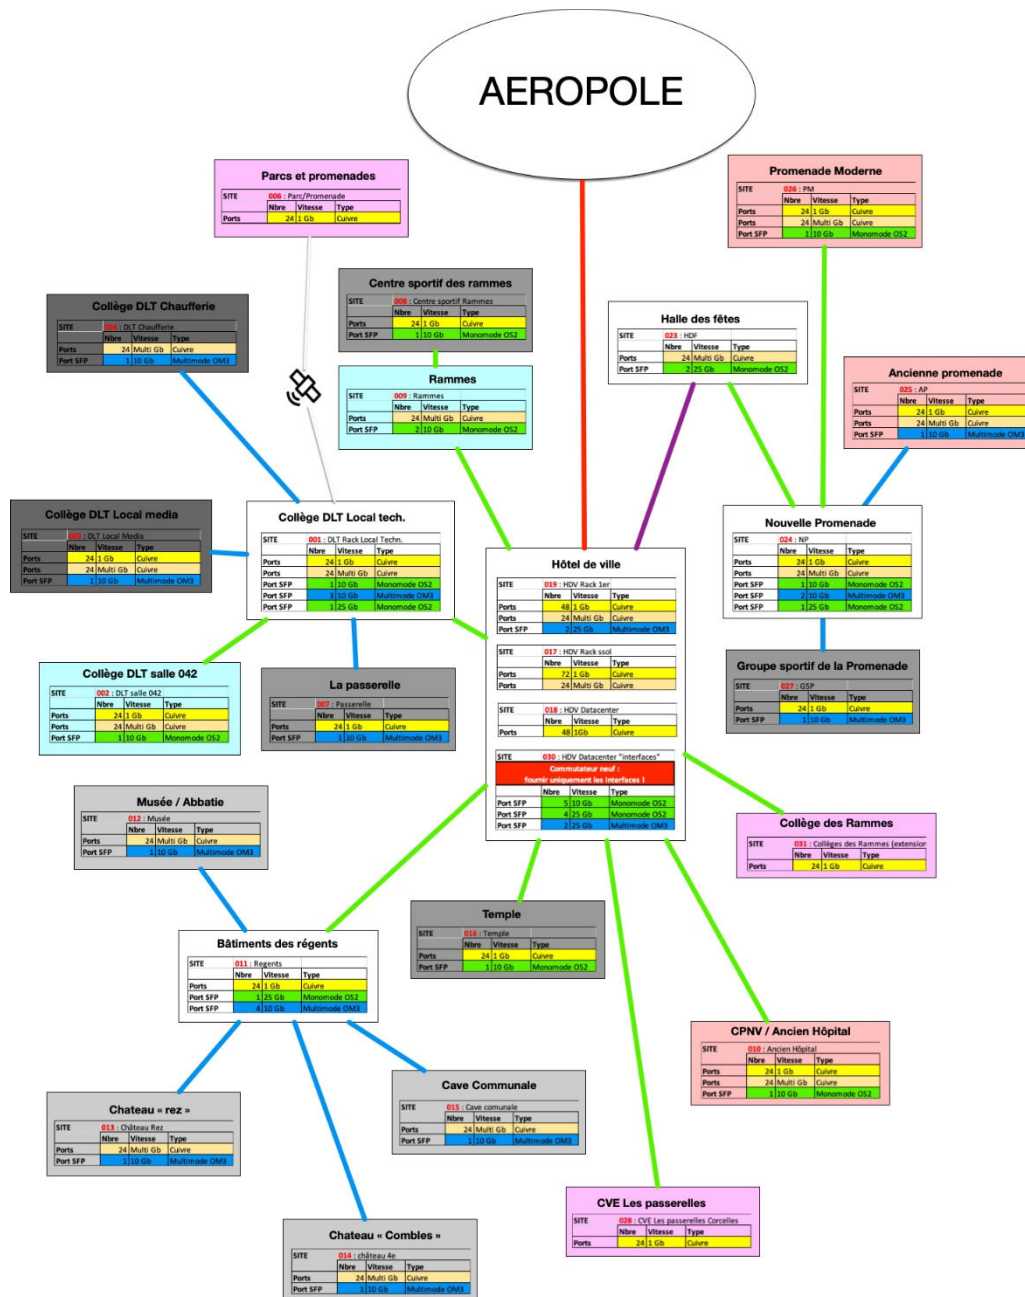 AEROPOLE
Parcs et promenades
SITE 006 : Parc/Promenade
Nbre Vitesse Type
Ports 24 1 Gb Cuivre
Promenade Moderne
SITE 026 : PM
Nbre Vitesse Type
Ports 24 1 Gb Cuivre
Ports 24 Multi Gb Cuivre
Port SFP 1 10 Gb Monomode OS2
Centre sportif des rammes
SITE 008 : Centre sportif Rammes
Nbre Vitesse Type
Ports 24 1 Gb Cuivre
Port SFP 1 10 Gb Monomode OS2
Collège DLT Chaufferie
SITE : DLT Chaufferie
Nbre Vitesse Type
Ports 24 Multi Gb Cuivre
Port SFP 1 10 Gb Multimode OM3
Halle des fêtes
SITE 023 : HDF
Nbre Vitesse Type
Ports 24 Multi Gb Cuivre
Port SFP 2 25 Gb Monomode OS2
Rammes
SITE 009 : Rammes
Nbre Vitesse Type
Ports 24 Multi Gb Cuivre
Port SFP 2 10 Gb Monomode OS2
Ancienne promenade
SITE 025 : AP
Nbre Vitesse Type
Ports 24 1 Gb Cuivre
Ports 24 Multi Gb Cuivre
Port SFP 1 10 Gb Multimode OM3
Collège DLT Local media
SITE : DLT Local Media
Nbre Vitesse Type
Ports 24 1 Gb Cuivre
Ports 24 Multi Gb Cuivre
Port SFP 1 10 Gb Multimode OM3
Collège DLT Local tech.
SITE 001 : DLT Rack Local Techn.
Nbre Vitesse Type
Ports 24 1 Gb Cuivre
Ports 24 Multi Gb Cuivre
Port SFP 1 10 Gb Monomode OS2
Port SFP 3 10 Gb Multimode OM3
Port SFP 1 25 Gb Monomode OS2
Nouvelle Promenade
SITE 024 : NP
Nbre Vitesse Type
Ports 24 1 Gb Cuivre
Ports 24 Multi Gb Cuivre
Port SFP 1 10 Gb Monomode OS2
Port SFP 2 10 Gb Multimode OM3
Port SFP 1 25 Gb Monomode OS2
Hôtel de ville
SITE 019 : HDV Rack 1er
Nbre Vitesse Type
Ports 48 1 Gb Cuivre
Ports 24 Multi Gb Cuivre
Port SFP 2 25 Gb Multimode OM3
SITE 017 : HDV Rack ssol
Nbre Vitesse Type
Ports 72 1 Gb Cuivre
Ports 24 Multi Gb Cuivre
SITE 018 : HDV Datacenter
Nbre Vitesse Type
Ports 48 1Gb Cuivre
SITE 030 : HDV Datacenter "interfaces"
Commutateur neuf :
fournir uniquement les interfaces !
Nbre Vitesse Type
Port SFP 5 10 Gb Monomode OS2
Port SFP 4 25 Gb Monomode OS2
Port SFP 2 25 Gb Multimode OM3
Collège DLT salle 042
SITE 002 : DLT salle 042
Nbre Vitesse Type
Ports 24 1 Gb Cuivre
Ports 24 Multi Gb Cuivre
Port SFP 1 10 Gb Monomode OS2
La passerelle
SITE 007 : Passerelle
Nbre Vitesse Type
Ports 24 1 Gb Cuivre
Port SFP 1 10 Gb Multimode OM3
Groupe sportif de la Promenade
SITE 027 : GSP
Nbre Vitesse Type
Ports 24 1 Gb Cuivre
Port SFP 1 10 Gb Multimode OM3
Musée / Abbatie
SITE 012 : Musée
Nbre Vitesse Type
Ports 24 Multi Gb Cuivre
Port SFP 1 10 Gb Multimode OM3
Collège des Rammes
SITE 031 : Collèges des Rammes (extension
Nbre Vitesse Type
Ports 24 1 Gb Cuivre
Temple
SITE 016 : Temple
Nbre Vitesse Type
Ports 24 1 Gb Cuivre
Port SFP 1 10 Gb Monomode OS2
Bâtiments des régents
SITE 011 : Regents
Nbre Vitesse Type
Ports 24 1 Gb Cuivre
Port SFP 1 25 Gb Monomode OS2
Port SFP 4 10 Gb Multimode OM3
CPNV / Ancien Hôpital
SITE 010 : Ancien Hôpital
Nbre Vitesse Type
Ports 24 1 Gb Cuivre
Ports 24 Multi Gb Cuivre
Port SFP 1 10 Gb Monomode OS2
Cave Communale
SITE 015 : Cave comunale
Nbre Vitesse Type
Ports 24 Multi Gb Cuivre
Port SFP 1 10 Gb Multimode OM3
Chateau « rez »
SITE 013 : Château Rez
Nbre Vitesse Type
Ports 24 Multi Gb Cuivre
Port SFP 1 10 Gb Multimode OM3
CVE Les passerelles
SITE 028 : CVE Les passerelles Corcelles
Nbre Vitesse Type
Ports 24 1 Gb Cuivre
Chateau « Combles »
SITE 014 : château 4e
Nbre Vitesse Type
Ports 24 Multi Gb Cuivre
Port SFP 1 10 Gb Multimode OM3